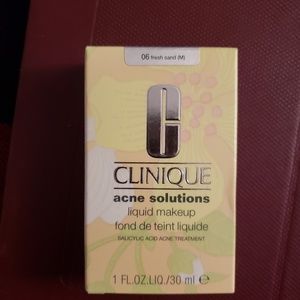 06 fresh sand (M)
C
CLINIQUE
acne solutions
liquid makeup
fond de teint liquide
SALICYLIC ACID ACNE TREATMENT
1 FL.OZ.LIQ./30 ml ℮